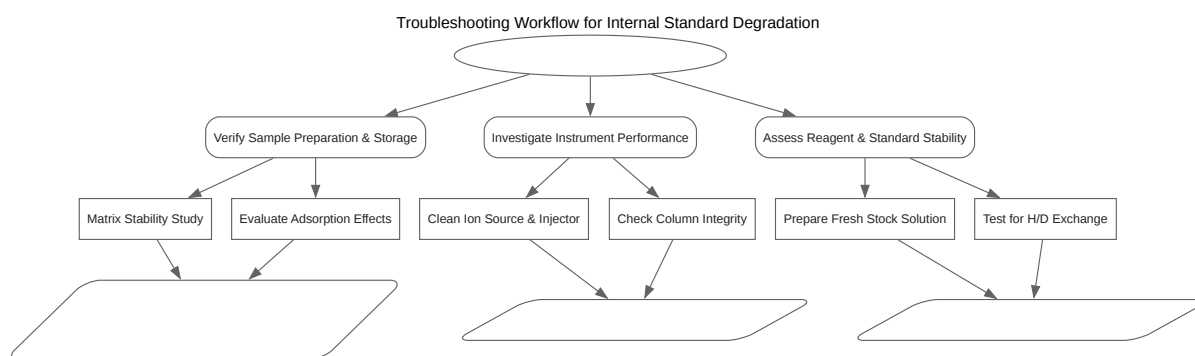 Troubleshooting Workflow for Internal Standard Degradation
Verify Sample Preparation & Storage
Investigate Instrument Performance
Assess Reagent & Standard Stability
Matrix Stability Study
Evaluate Adsorption Effects
Clean Ion Source & Injector
Check Column Integrity
Prepare Fresh Stock Solution
Test for H/D Exchange